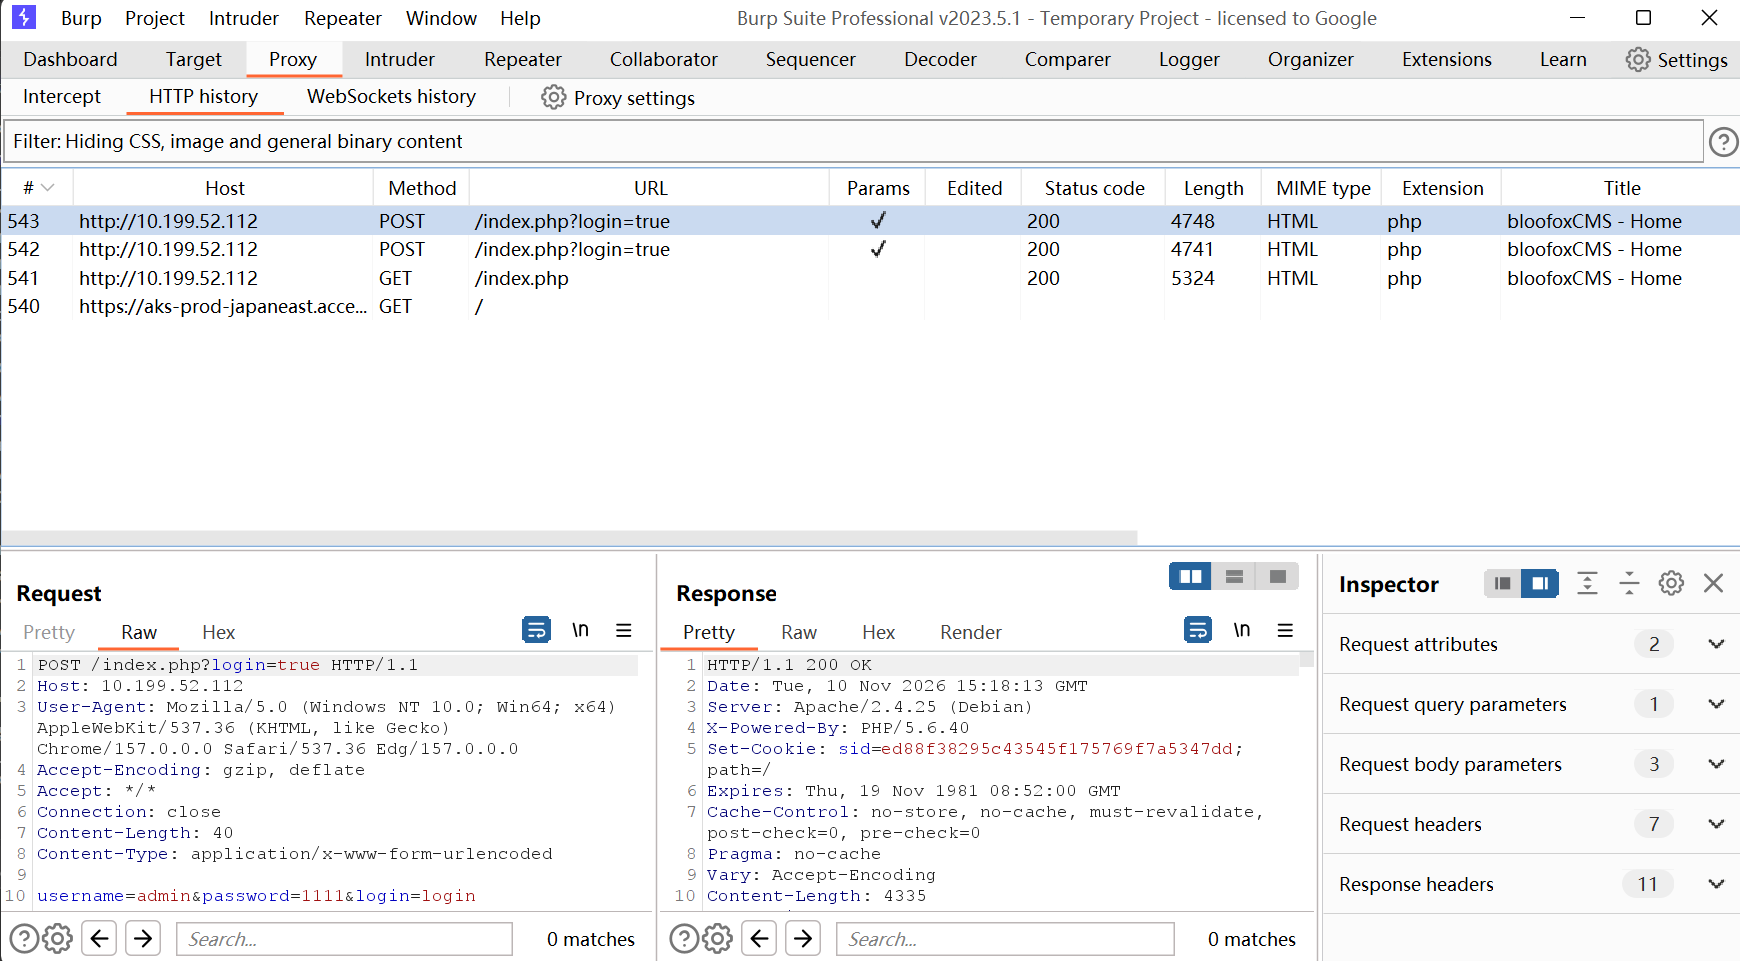 Burp Project Intruder Repeater Window Help Burp Suite Professional v2023.5.1 - Temporary Project - licensed to Google
Dashboard Target Proxy Intruder Repeater Collaborator Sequencer Decoder Comparer Logger Organizer Extensions Learn Settings
Intercept HTTP history WebSockets history Proxy settings
Filter: Hiding CSS, image and general binary content
# Host Method URL Params Edited Status code Length MIME type Extension Title
543 http://10.199.52.112 POST /index.php?login=true ✓ 200 4748 HTML php bloofoxCMS - Home
542 http://10.199.52.112 POST /index.php?login=true ✓ 200 4741 HTML php bloofoxCMS - Home
541 http://10.199.52.112 GET /index.php 200 5324 HTML php bloofoxCMS - Home
540 https://aks-prod-japaneast.acce... GET /
Request
Pretty Raw Hex \n
1 POST /index.php?login=true HTTP/1.1
2 Host: 10.199.52.112
3 User-Agent: Mozilla/5.0 (Windows NT 10.0; Win64; x64)
AppleWebKit/537.36 (KHTML, like Gecko)
Chrome/157.0.0.0 Safari/537.36 Edg/157.0.0.0
4 Accept-Encoding: gzip, deflate
5 Accept: */*
6 Connection: close
7 Content-Length: 40
8 Content-Type: application/x-www-form-urlencoded
9
10 username=admin&password=1111&login=login
Search... 0 matches
Response
Pretty Raw Hex Render \n
1 HTTP/1.1 200 OK
2 Date: Tue, 10 Nov 2026 15:18:13 GMT
3 Server: Apache/2.4.25 (Debian)
4 X-Powered-By: PHP/5.6.40
5 Set-Cookie: sid=ed88f38295c43545f175769f7a5347dd;
path=/
6 Expires: Thu, 19 Nov 1981 08:52:00 GMT
7 Cache-Control: no-store, no-cache, must-revalidate,
post-check=0, pre-check=0
8 Pragma: no-cache
9 Vary: Accept-Encoding
10 Content-Length: 4335
Search... 0 matches
Inspector
Request attributes 2
Request query parameters 1
Request body parameters 3
Request headers 7
Response headers 11